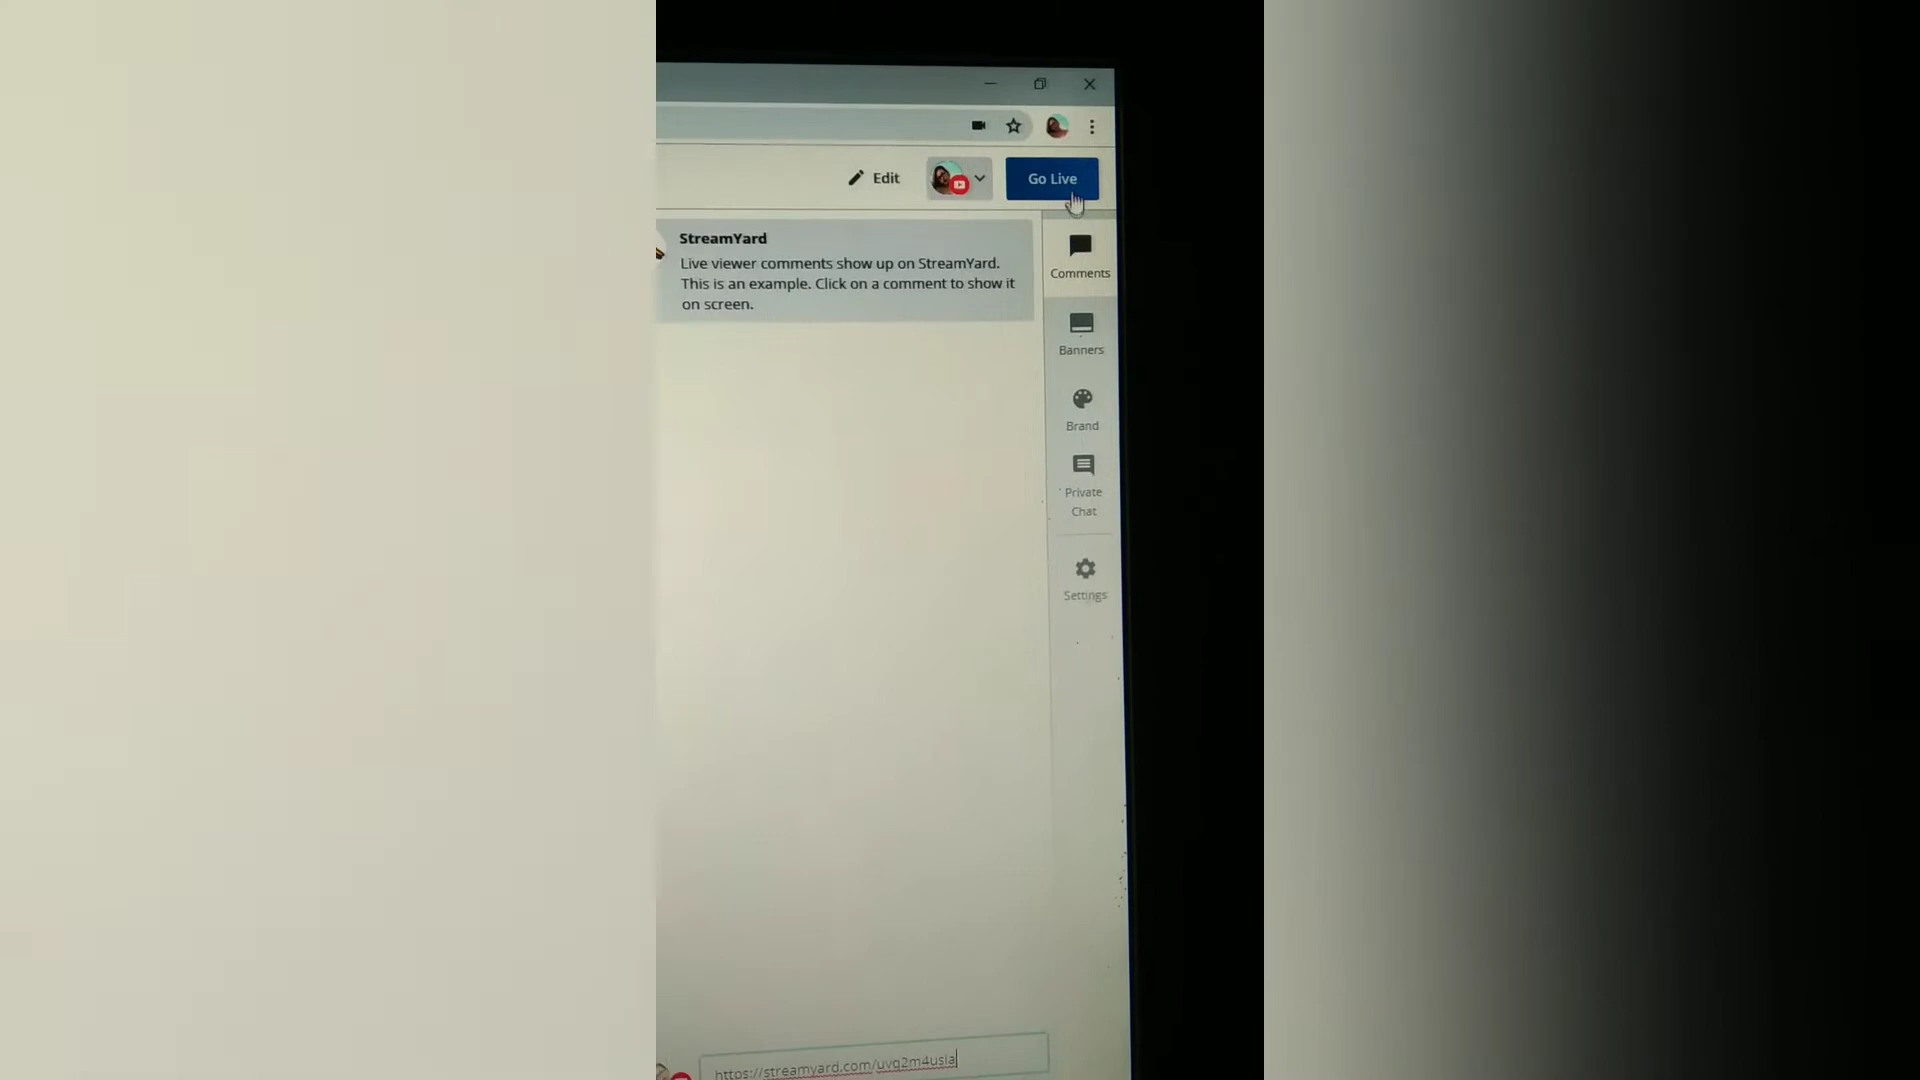 Edit
Go Live
StreamYard
Live viewer comments show up on StreamYard.
This is an example. Click on a comment to show it
on screen.
Comments
Banners
Brand
Private
Chat
Settings
https://streamyard.com/uvq2m4usia